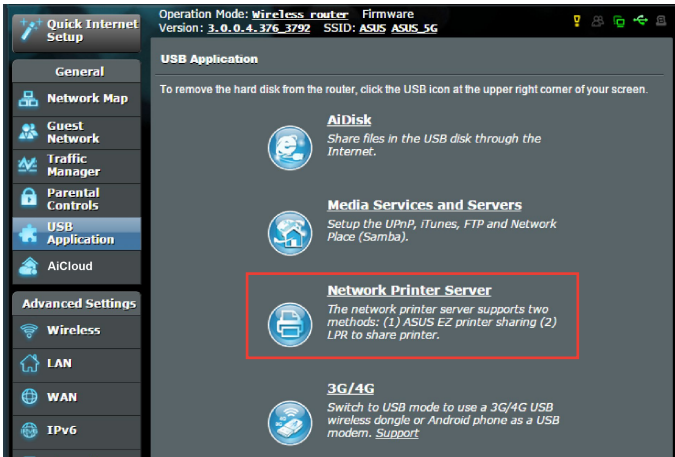 Quick Internet
Setup
Operation Mode: Wireless router Firmware
Version: 3.0.0.4.376_3792 SSID: ASUS ASUS_5G
General
Network Map
Guest
Network
Traffic
Manager
Parental
Controls
USB
Application
AiCloud
Advanced Settings
Wireless
LAN
WAN
IPv6
USB Application
To remove the hard disk from the router, click the USB icon at the upper right corner of your screen.
AiDisk
Share files in the USB disk through the
Internet.
Media Services and Servers
Setup the UPnP, iTunes, FTP and Network
Place (Samba).
Network Printer Server
The network printer server supports two
methods: (1) ASUS EZ printer sharing (2)
LPR to share printer.
3G/4G
Switch to USB mode to use a 3G/4G USB
wireless dongle or Android phone as a USB
modem. Support